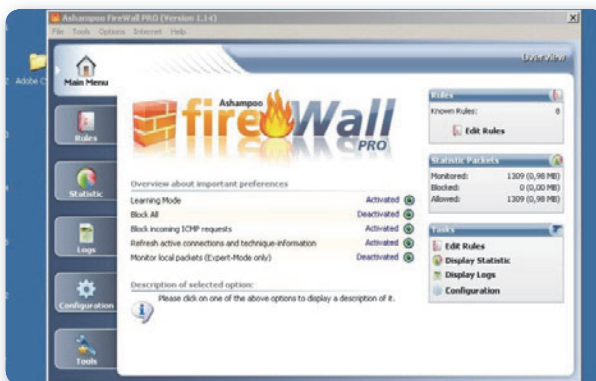 Ashampoo FireWall PRO (Version 1.14)
File Tools Options Internet Help
Adobe
Main Menu
Rules
Statistic
Logs
Configuration
Tools
Ashampoo
fireWall
PRO
Overview about important preferences
Learning Mode Activated
Block All Deactivated
Block incoming ICMP requests Activated
Refresh active connections and technique-information Activated
Monitor local packets (Expert-Mode only) Deactivated
Description of selected option:
Please click on one of the above options to display a description of it.
Rules
Known Rules: 8
Edit Rules
Statistic Packets
Monitored: 1309 (0,98 MB)
Blocked: 0 (0,00 MB)
Allowed: 1309 (0,98 MB)
Tasks
Edit Rules
Display Statistic
Display Logs
Configuration